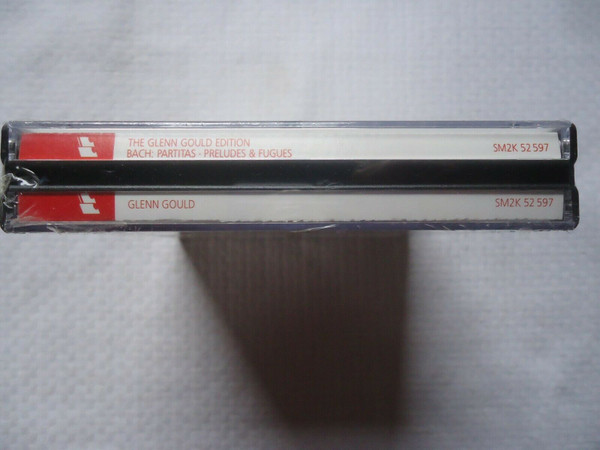 THE GLENN GOULD EDITION
BACH: PARTITAS · PRELUDES & FUGUES
SM2K 52 597
GLENN GOULD
SM2K 52 597